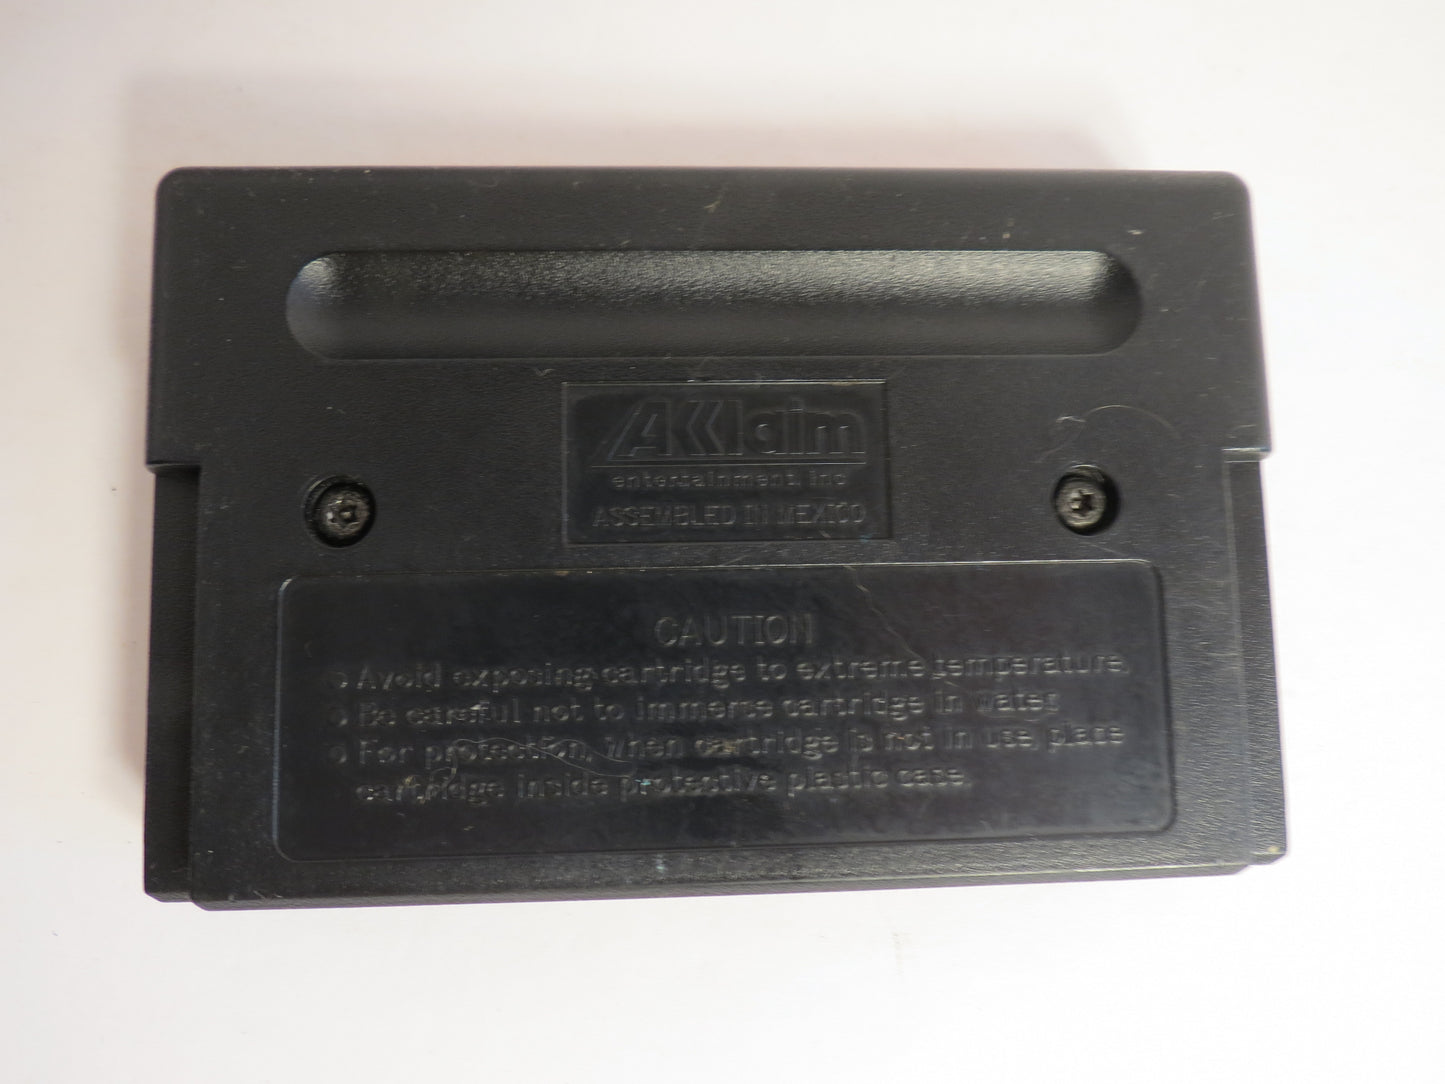 AKKlaim
entertainment, inc
ASSEMBLED IN MEXICO
CAUTION
● Avoid exposing cartridge to extreme temperature.
● Be careful not to immerse cartridge in water.
● For protection, when cartridge is not in use place
cartridge inside protective plastic case.